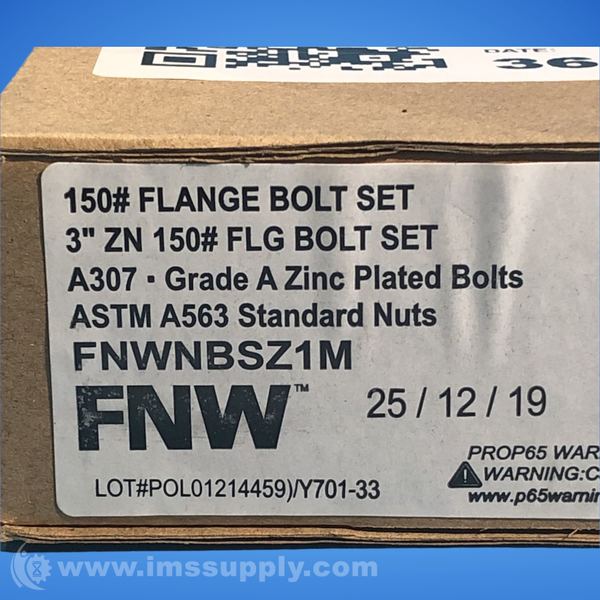 DATE:
36
150# FLANGE BOLT SET
3" ZN 150# FLG BOLT SET
A307 · Grade A Zinc Plated Bolts
ASTM A563 Standard Nuts
FNWNBSZ1M
FNW™ 25 / 12 / 19
PROP65 WAR
WARNING:C
www.p65warnin
LOT#POL01214459)/Y701-33
www.imssupply.com